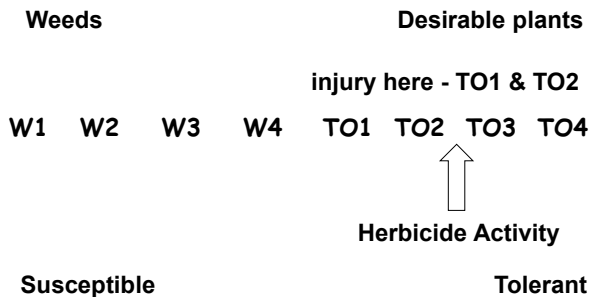 Weeds Desirable plants
injury here - TO1 & TO2
W1 W2 W3 W4 TO1 TO2 TO3 TO4
Herbicide Activity
Susceptible Tolerant